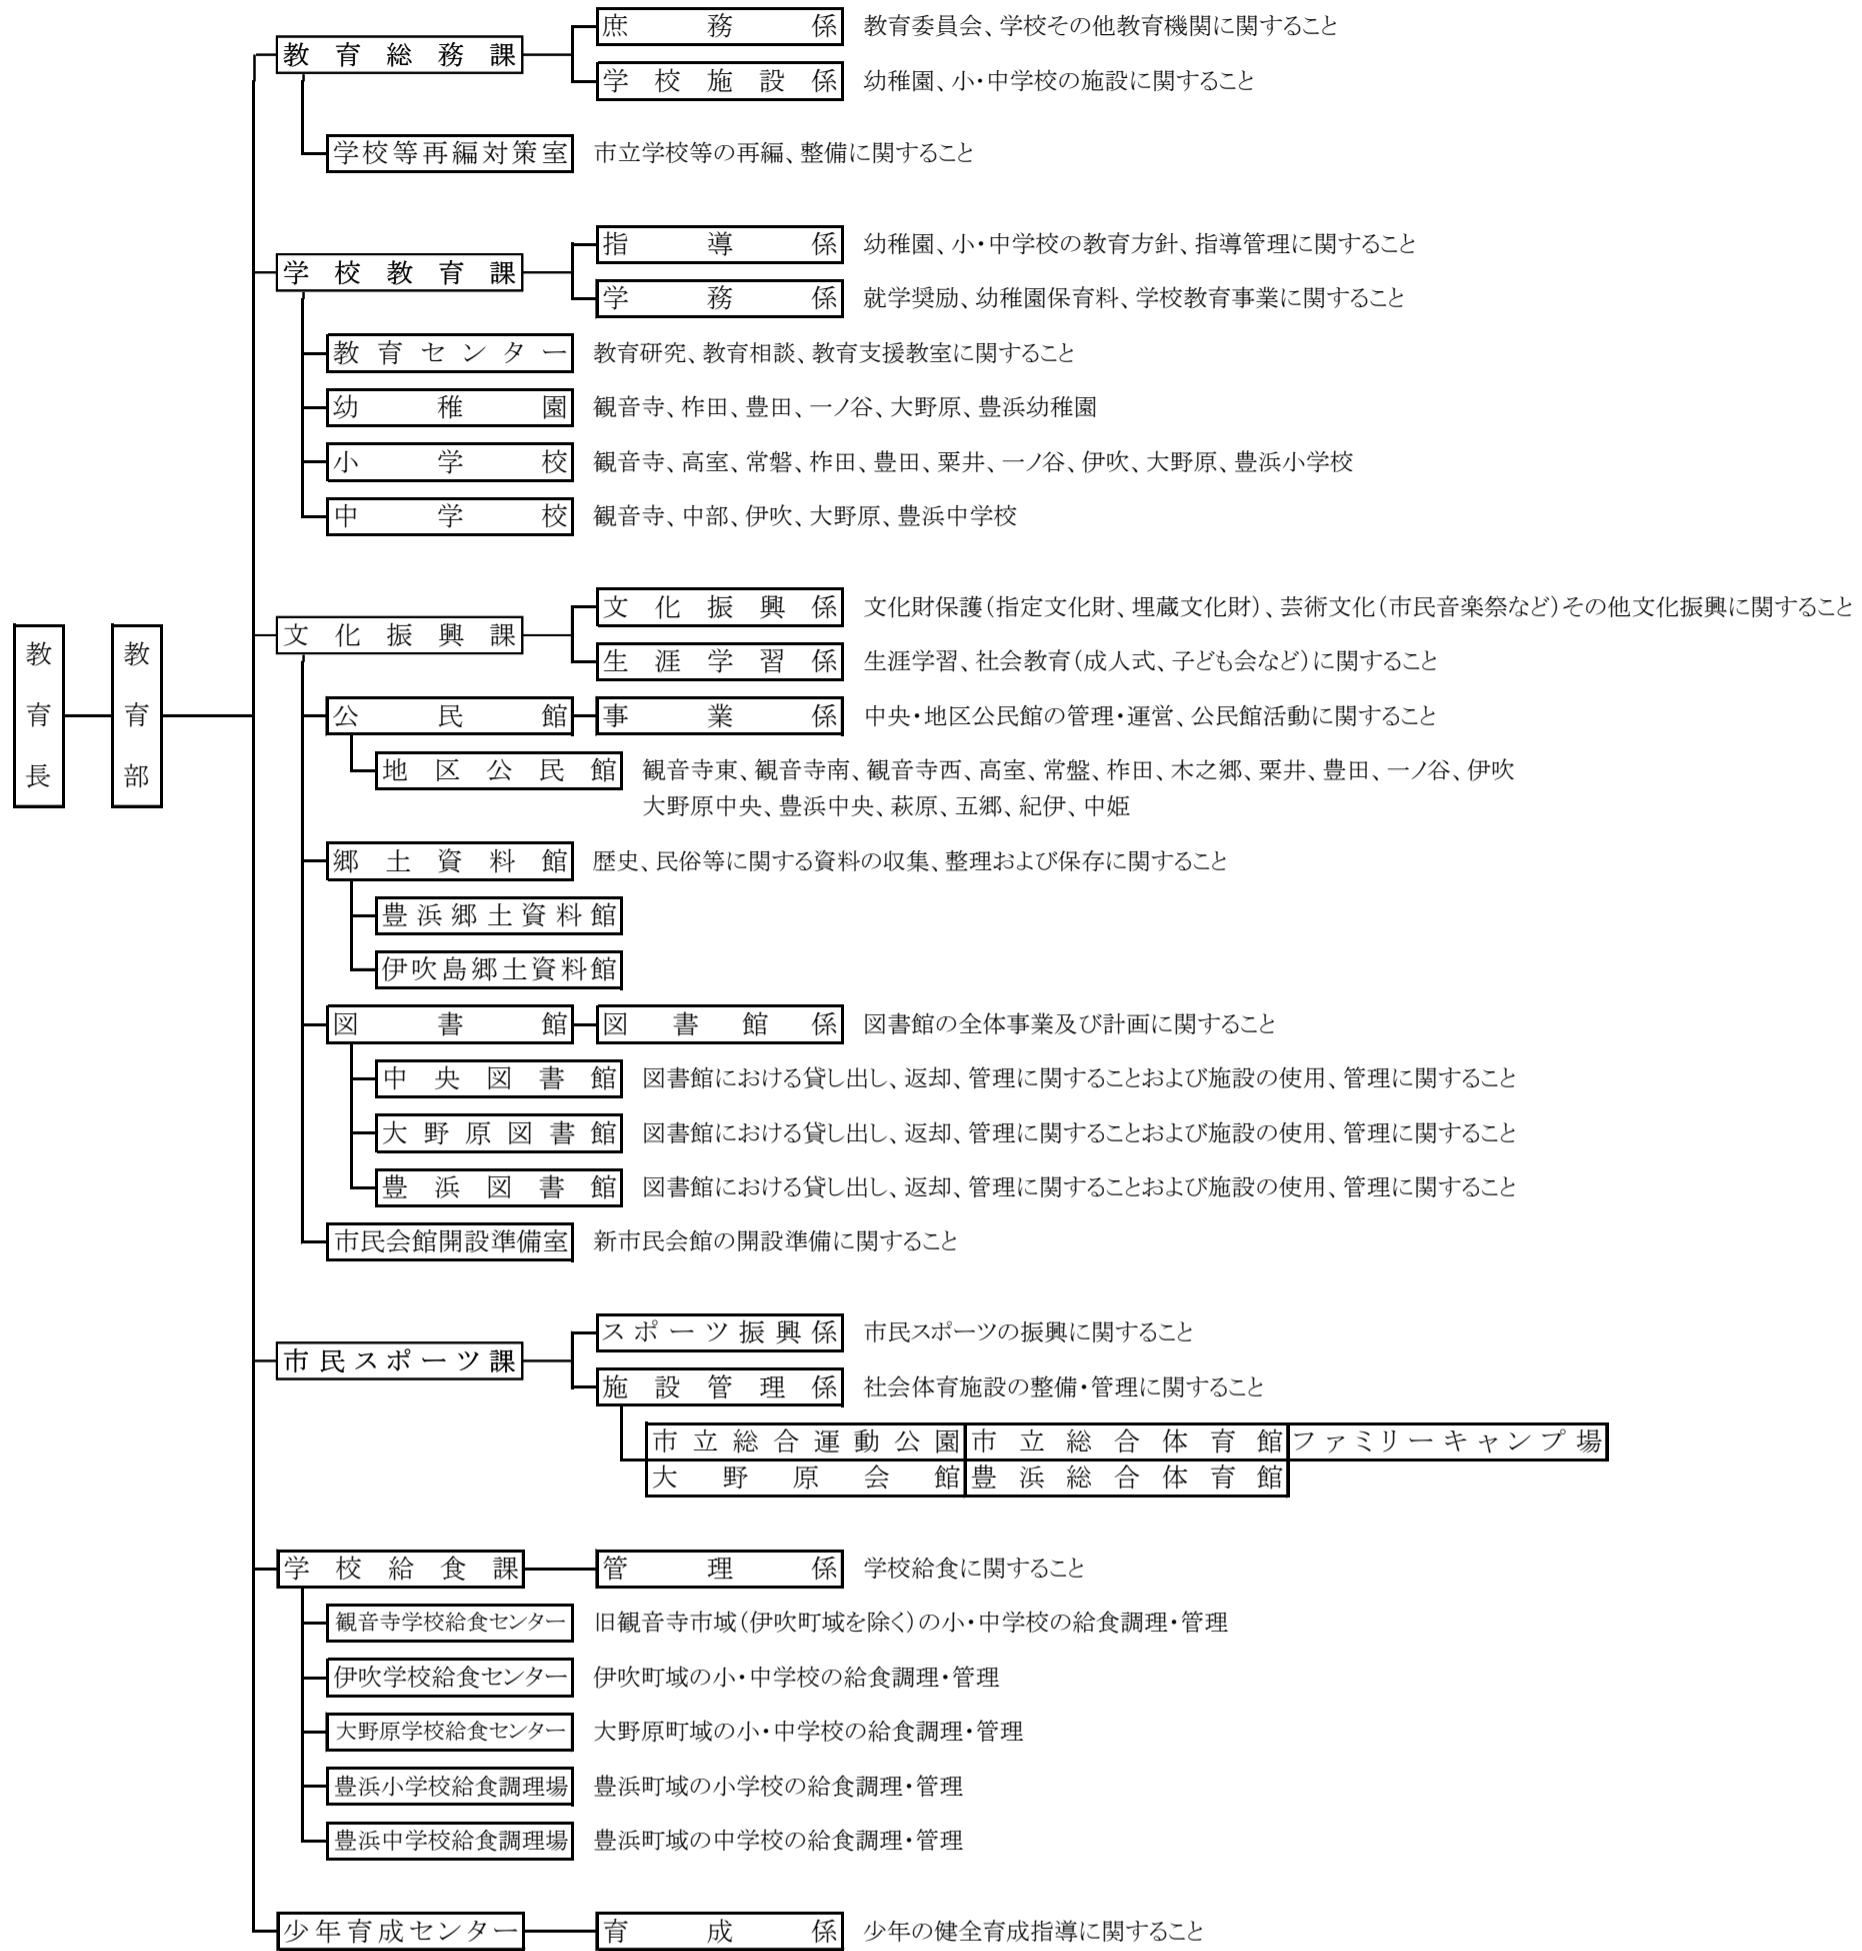 教育長
教育部
教育総務課
庶務係 教育委員会、学校その他教育機関に関すること
学校施設係 幼稚園、小・中学校の施設に関すること
学校等再編対策室 市立学校等の再編、整備に関すること
学校教育課
指導係 幼稚園、小・中学校の教育方針、指導管理に関すること
学務係 就学奨励、幼稚園保育料、学校教育事業に関すること
教育センター 教育研究、教育相談、教育支援教室に関すること
幼稚園 観音寺、柞田、豊田、一ノ谷、大野原、豊浜幼稚園
小学校 観音寺、高室、常磐、柞田、豊田、粟井、一ノ谷、伊吹、大野原、豊浜小学校
中学校 観音寺、中部、伊吹、大野原、豊浜中学校
文化振興課
文化振興係 文化財保護(指定文化財、埋蔵文化財)、芸術文化(市民音楽祭など)その他文化振興に関すること
生涯学習係 生涯学習、社会教育(成人式、子ども会など)に関すること
公民館 事業係 中央・地区公民館の管理・運営、公民館活動に関すること
地区公民館 観音寺東、観音寺南、観音寺西、高室、常盤、柞田、木之郷、粟井、豊田、一ノ谷、伊吹
大野原中央、豊浜中央、萩原、五郷、紀伊、中姫
郷土資料館 歴史、民俗等に関する資料の収集、整理および保存に関すること
豊浜郷土資料館
伊吹島郷土資料館
図書館 図書館係 図書館の全体事業及び計画に関すること
中央図書館 図書館における貸し出し、返却、管理に関することおよび施設の使用、管理に関すること
大野原図書館 図書館における貸し出し、返却、管理に関することおよび施設の使用、管理に関すること
豊浜図書館 図書館における貸し出し、返却、管理に関することおよび施設の使用、管理に関すること
市民会館開設準備室 新市民会館の開設準備に関すること
市民スポーツ課
スポーツ振興係 市民スポーツの振興に関すること
施設管理係 社会体育施設の整備・管理に関すること
市立総合運動公園 市立総合体育館 ファミリーキャンプ場
大野原会館 豊浜総合体育館
学校給食課 管理係 学校給食に関すること
観音寺学校給食センター 旧観音寺市域(伊吹町域を除く)の小・中学校の給食調理・管理
伊吹学校給食センター 伊吹町域の小・中学校の給食調理・管理
大野原学校給食センター 大野原町域の小・中学校の給食調理・管理
豊浜小学校給食調理場 豊浜町域の小学校の給食調理・管理
豊浜中学校給食調理場 豊浜町域の中学校の給食調理・管理
少年育成センター 育成係 少年の健全育成指導に関すること